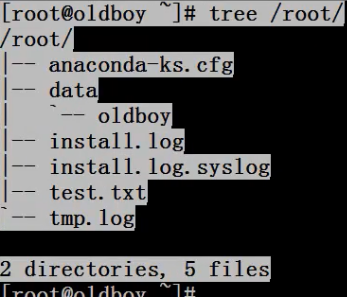 [root@oldboy ~]# tree /root/
/root/
|-- anaconda-ks.cfg
|-- data
|   `-- oldboy
|-- install.log
|-- install.log.syslog
|-- test.txt
`-- tmp.log

2 directories, 5 files
[root@oldboy ~]#